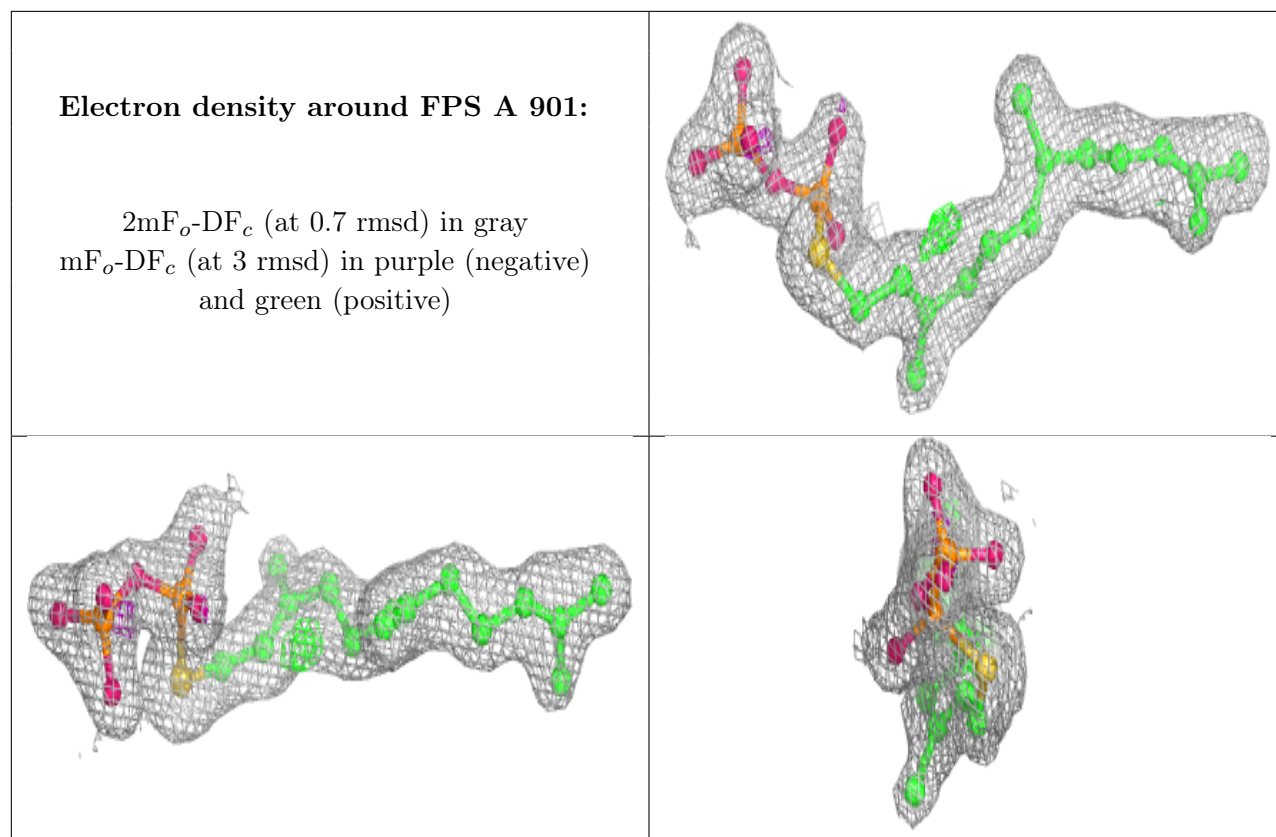 Electron density around FPS A 901:
2mFo-DFc (at 0.7 rmsd) in gray
mFo-DFc (at 3 rmsd) in purple (negative)
and green (positive)